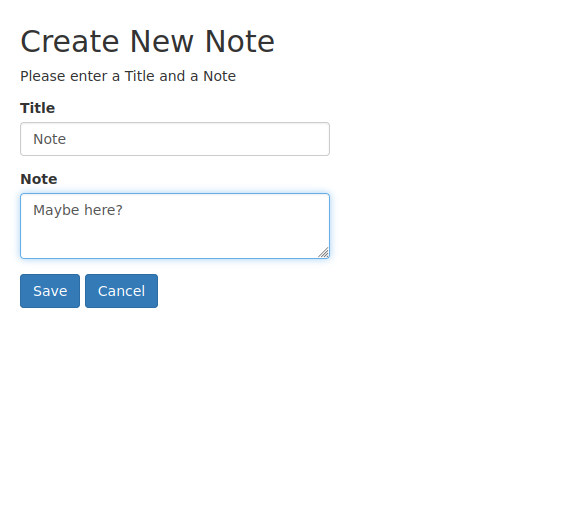 Create New Note
Please enter a Title and a Note
Title
Note
Note
Maybe here?
Save Cancel